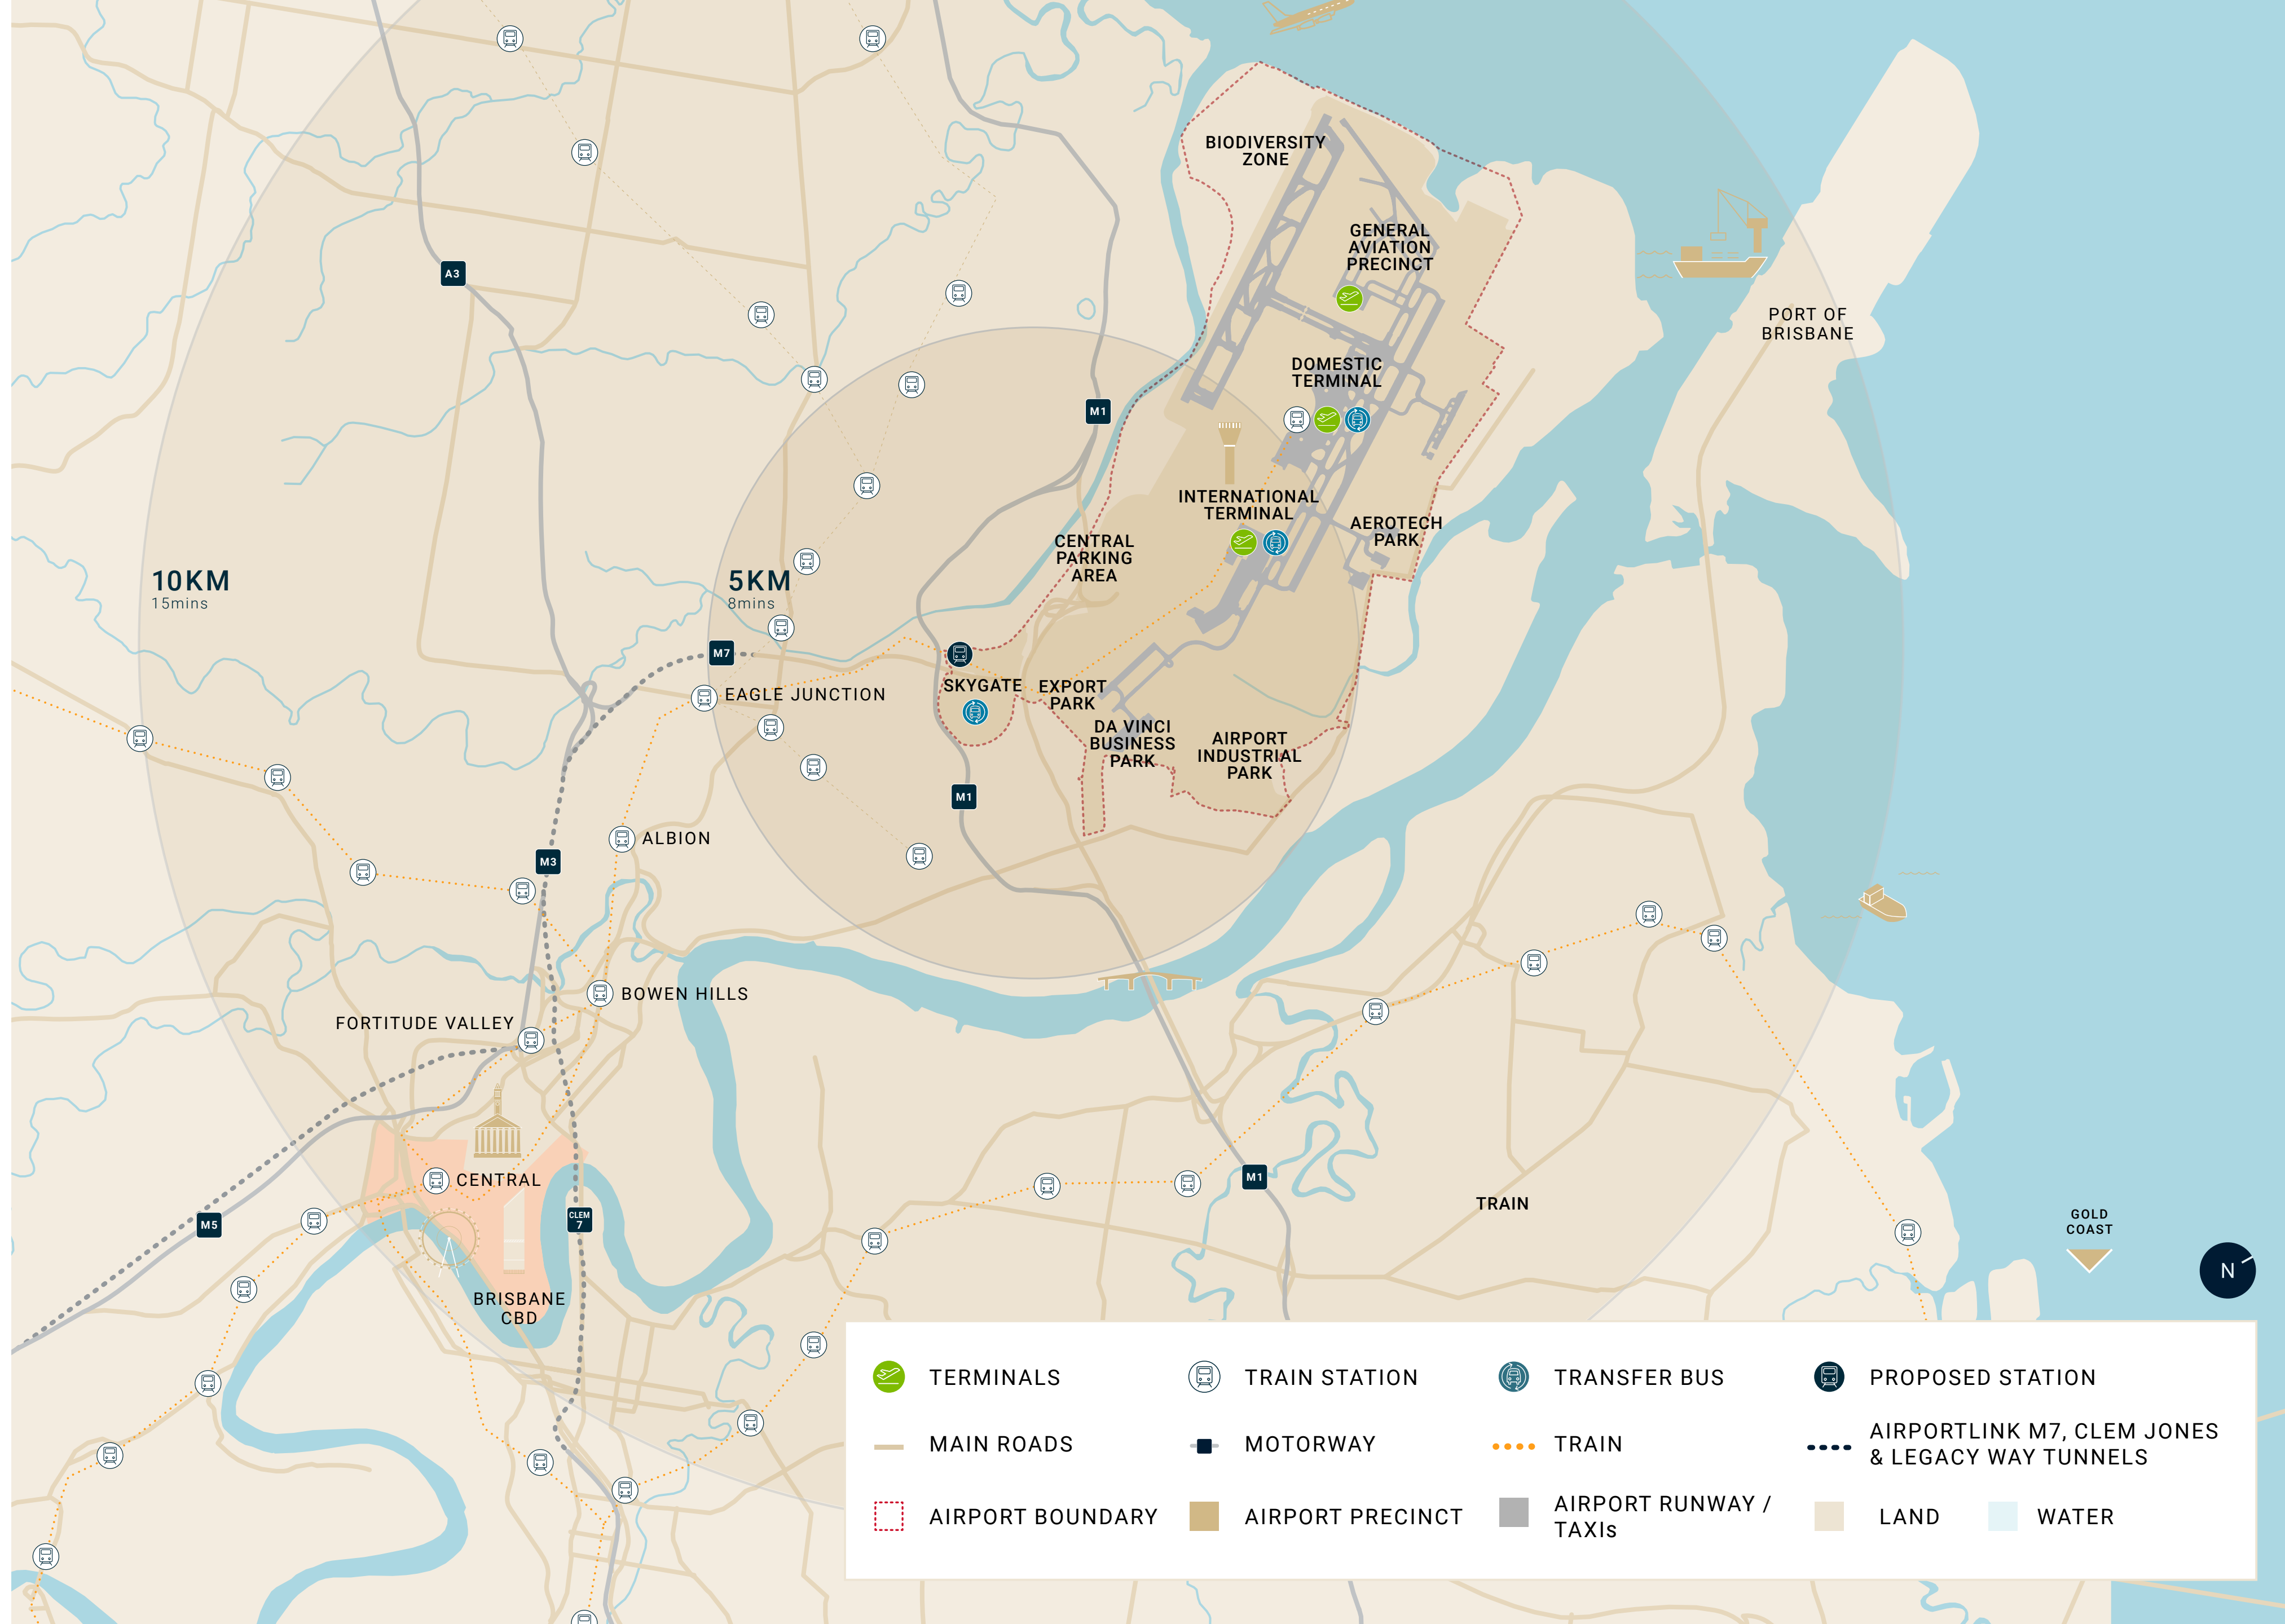 BIODIVERSITY
ZONE
GENERAL
AVIATION
PRECINCT
A3
PORT OF
BRISBANE
DOMESTIC
TERMINAL
M1
INTERNATIONAL
TERMINAL
AEROTECH
PARK
CENTRAL
PARKING
AREA
10KM
15mins
5KM
8mins
M7
EAGLE JUNCTION
SKYGATE
EXPORT
PARK
DA VINCI
BUSINESS
PARK
AIRPORT
INDUSTRIAL
PARK
M1
ALBION
M3
BOWEN HILLS
FORTITUDE VALLEY
CENTRAL
M1
TRAIN
M5
CLEM
7
GOLD
COAST
N
BRISBANE
CBD
TERMINALS
TRAIN STATION
TRANSFER BUS
PROPOSED STATION
MAIN ROADS
MOTORWAY
TRAIN
AIRPORTLINK M7, CLEM JONES
& LEGACY WAY TUNNELS
AIRPORT BOUNDARY
AIRPORT PRECINCT
AIRPORT RUNWAY /
TAXIs
LAND
WATER